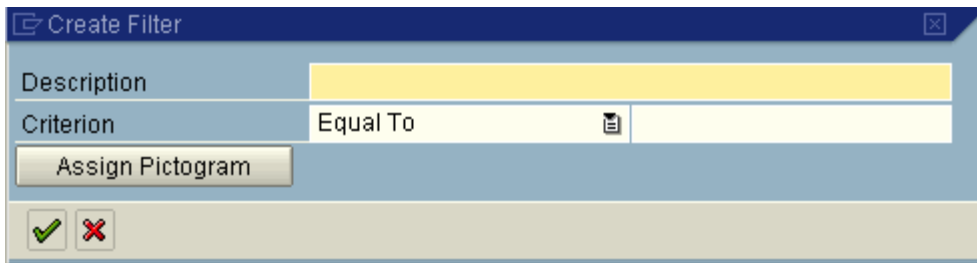 Create Filter
Description
Criterion Equal To
Assign Pictogram